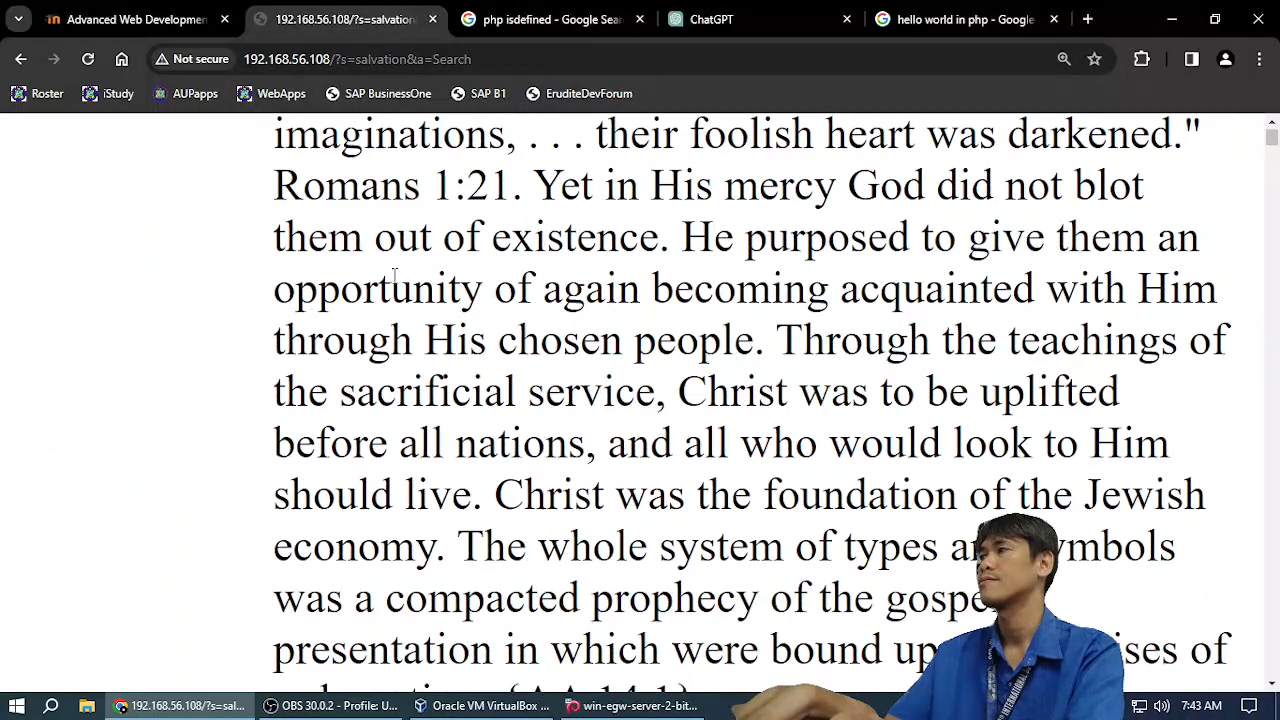 Advanced Web Developmen
192.168.56.108/?s=salvation
php isdefined - Google Sear
ChatGPT
hello world in php - Google
Not secure
192.168.56.108/?s=salvation&a=Search
Roster
iStudy
AUPapps
WebApps
SAP BusinessOne
SAP B1
EruditeDevForum
imaginations, . . . their foolish heart was darkened."
Romans 1:21. Yet in His mercy God did not blot
them out of existence. He purposed to give them an
opportunity of again becoming acquainted with Him
through His chosen people. Through the teachings of
the sacrificial service, Christ was to be uplifted
before all nations, and all who would look to Him
should live. Christ was the foundation of the Jewish
economy. The whole system of types an ymbols
was a compacted prophecy of the gospe
presentation in which were bound up ises of
192.168.56.108/?s=s...
OBS 30.0.2 - Profile: U...
Oracle VM VirtualBox ...
win-egw-server-2-bit...
7:43 AM